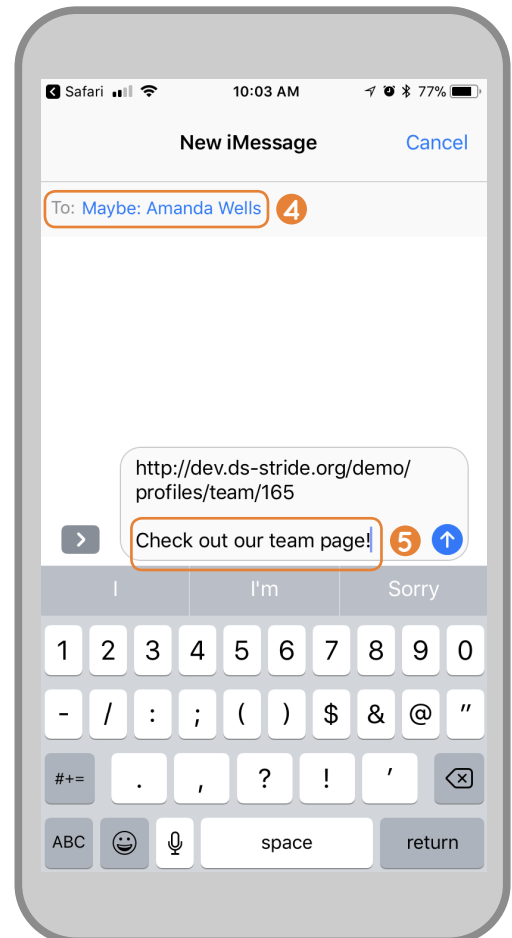 Safari 10:03 AM 77%
New iMessage Cancel
To: Maybe: Amanda Wells 4
http://dev.ds-stride.org/demo/
profiles/team/165
Check out our team page! 5
I I'm Sorry
1 2 3 4 5 6 7 8 9 0
- / : ; ( ) $ & @ "
#+= . , ? ! '
ABC space return